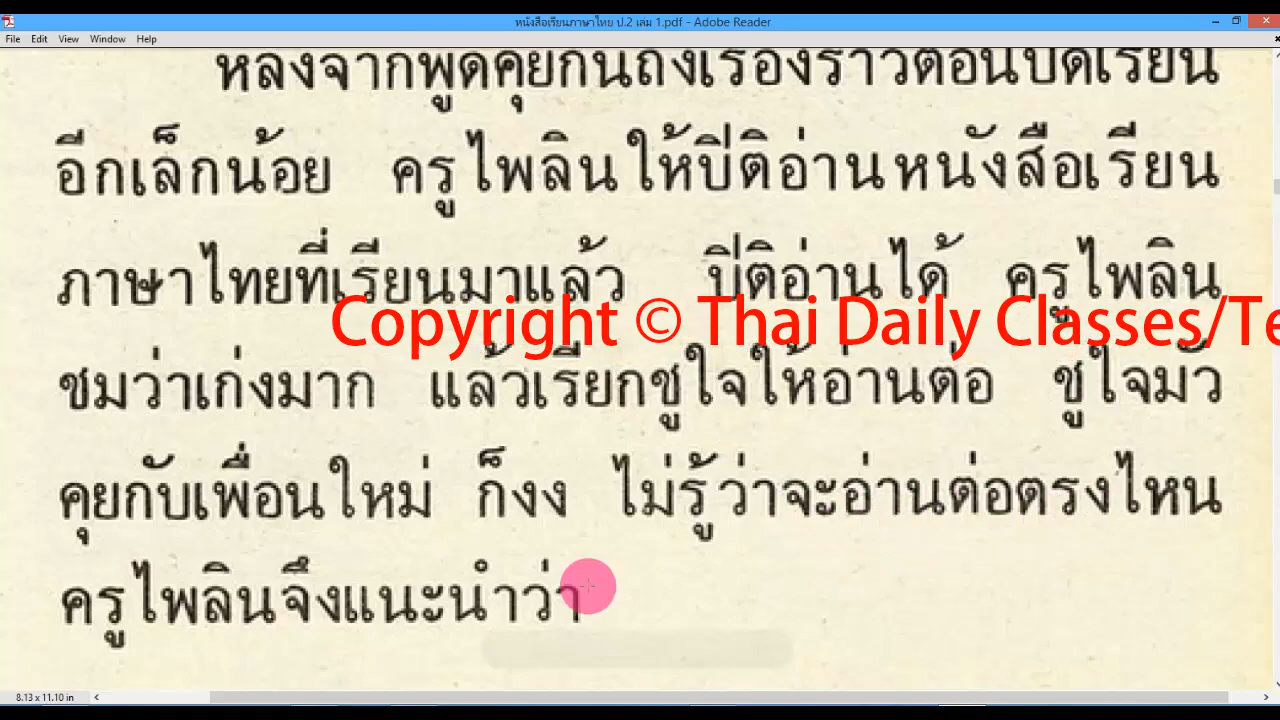 หนังสือเรียนภาษาไทย ป.2 เล่ม 1.pdf - Adobe Reader
File Edit View Window Help
หลังจากพูดคุยกันถึงเรื่องราวตอนปิดเรียน
อีกเล็กน้อย ครูไพลินให้ปิติอ่านหนังสือเรียน
ภาษาไทยที่เรียนมาแล้ว ปิติอ่านได้ ครูไพลิน
Copyright © Thai Daily Classes/Te
ชมว่าเก่งมาก แล้วเรียกชูใจให้อ่านต่อ ชูใจมัว
คุยกับเพื่อนใหม่ ก็งง ไม่รู้ว่าจะอ่านต่อตรงไหน
ครูไพลินจึงแนะนำว่า
8.13 x 11.10 in